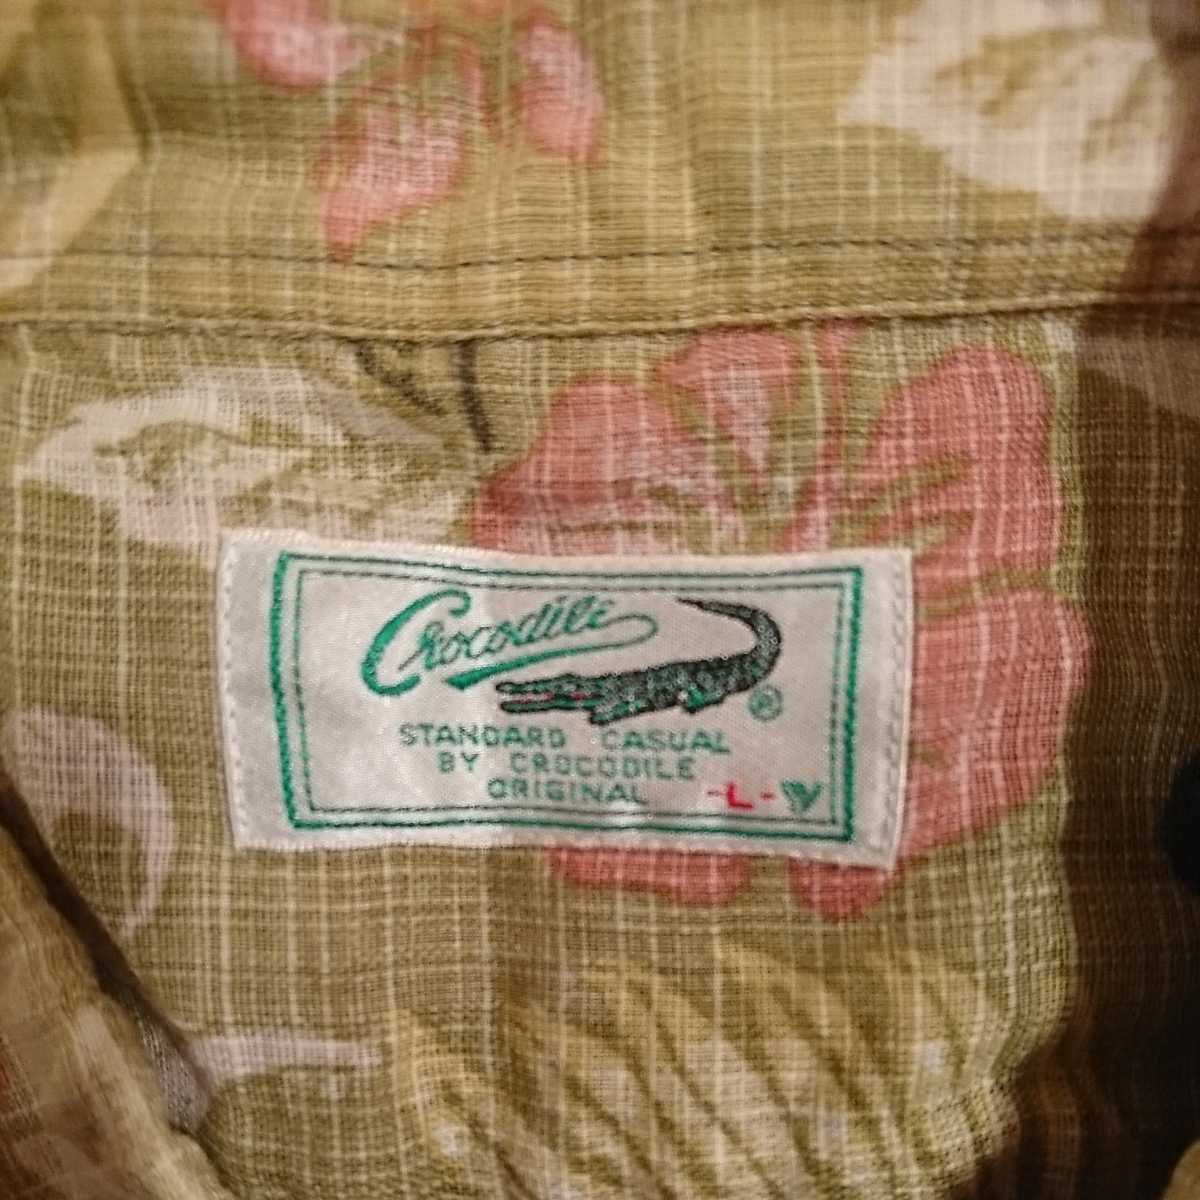 Crocodile
®
STANDARD CASUAL
BY CROCODILE
ORIGINAL -L-